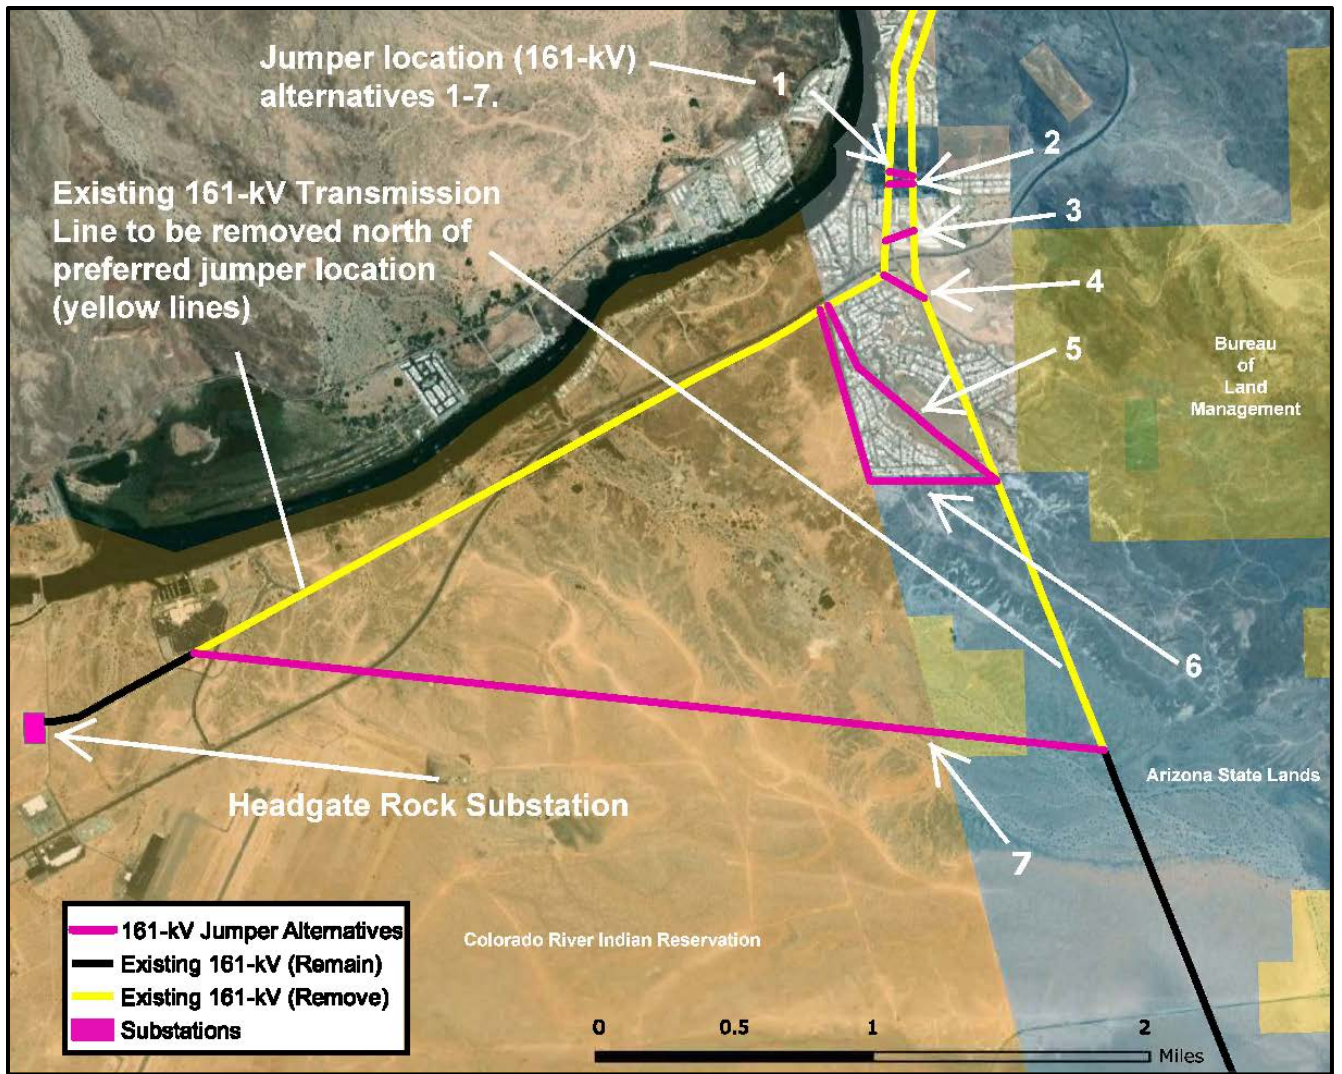 Jumper location (161-kV)
alternatives 1-7.
1
2
Existing 161-kV Transmission
Line to be removed north of
preferred jumper location
(yellow lines)
3
4
5
Bureau
of
Land
Management
6
Arizona State Lands
Headgate Rock Substation
7
161-kV Jumper Alternatives
Existing 161-kV (Remain)
Existing 161-kV (Remove)
Substations
Colorado River Indian Reservation
0 0.5 1 2
Miles